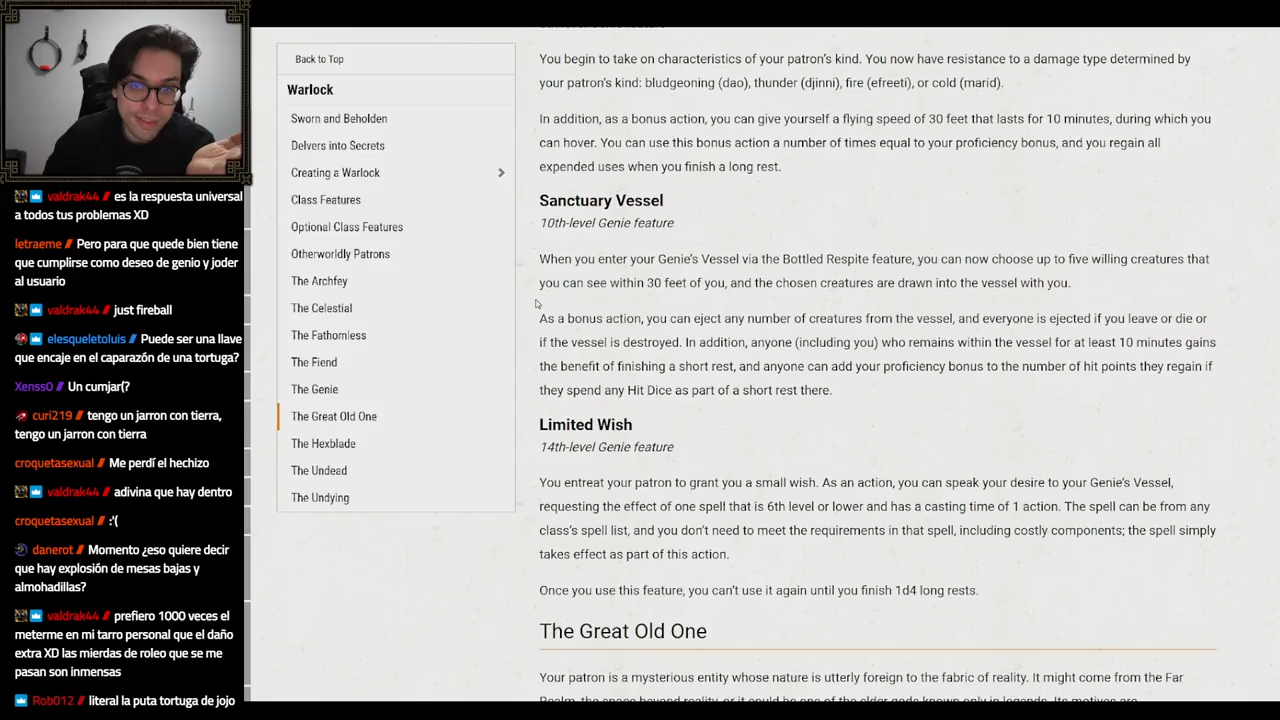 valdrak44 // es la respuesta universal
a todos tus problemas XD
letraeme // Pero para que quede bien tiene
que cumplirse como deseo de genio y joder
al usuario
valdrak44 // just fireball
elesqueletoluis // Puede ser una llave
que encaje en el caparazón de una tortuga?
Xenss0 // Un cumjar(?
curi219 // tengo un jarron con tierra,
tengo un jarron con tierra
croquetasexual // Me perdí el hechizo
valdrak44 // adivina que hay dentro
croquetasexual // :'(
danerot // Momento ¿eso quiere decir
que hay explosión de mesas bajas y
almohadillas?
valdrak44 // prefiero 1000 veces el
meterme en mi tarro personal que el daño
extra XD las mierdas de roleo que se me
pasan son inmensas
Rob012 // literal la puta tortuga de jojo
Back to Top
Warlock
Sworn and Beholden
Delvers into Secrets
Creating a Warlock
Class Features
Optional Class Features
Otherworldly Patrons
The Archfey
The Celestial
The Fathomless
The Fiend
The Genie
The Great Old One
The Hexblade
The Undead
The Undying
You begin to take on characteristics of your patron's kind. You now have resistance to a damage type determined by
your patron's kind: bludgeoning (dao), thunder (djinni), fire (efreeti), or cold (marid).
In addition, as a bonus action, you can give yourself a flying speed of 30 feet that lasts for 10 minutes, during which you
can hover. You can use this bonus action a number of times equal to your proficiency bonus, and you regain all
expended uses when you finish a long rest.
Sanctuary Vessel
10th-level Genie feature
When you enter your Genie's Vessel via the Bottled Respite feature, you can now choose up to five willing creatures that
you can see within 30 feet of you, and the chosen creatures are drawn into the vessel with you.
As a bonus action, you can eject any number of creatures from the vessel, and everyone is ejected if you leave or die or
if the vessel is destroyed. In addition, anyone (including you) who remains within the vessel for at least 10 minutes gains
the benefit of finishing a short rest, and anyone can add your proficiency bonus to the number of hit points they regain if
they spend any Hit Dice as part of a short rest there.
Limited Wish
14th-level Genie feature
You entreat your patron to grant you a small wish. As an action, you can speak your desire to your Genie's Vessel,
requesting the effect of one spell that is 6th level or lower and has a casting time of 1 action. The spell can be from any
class's spell list, and you don't need to meet the requirements in that spell, including costly components; the spell simply
takes effect as part of this action.
Once you use this feature, you can't use it again until you finish 1d4 long rests.
The Great Old One
Your patron is a mysterious entity whose nature is utterly foreign to the fabric of reality. It might come from the Far